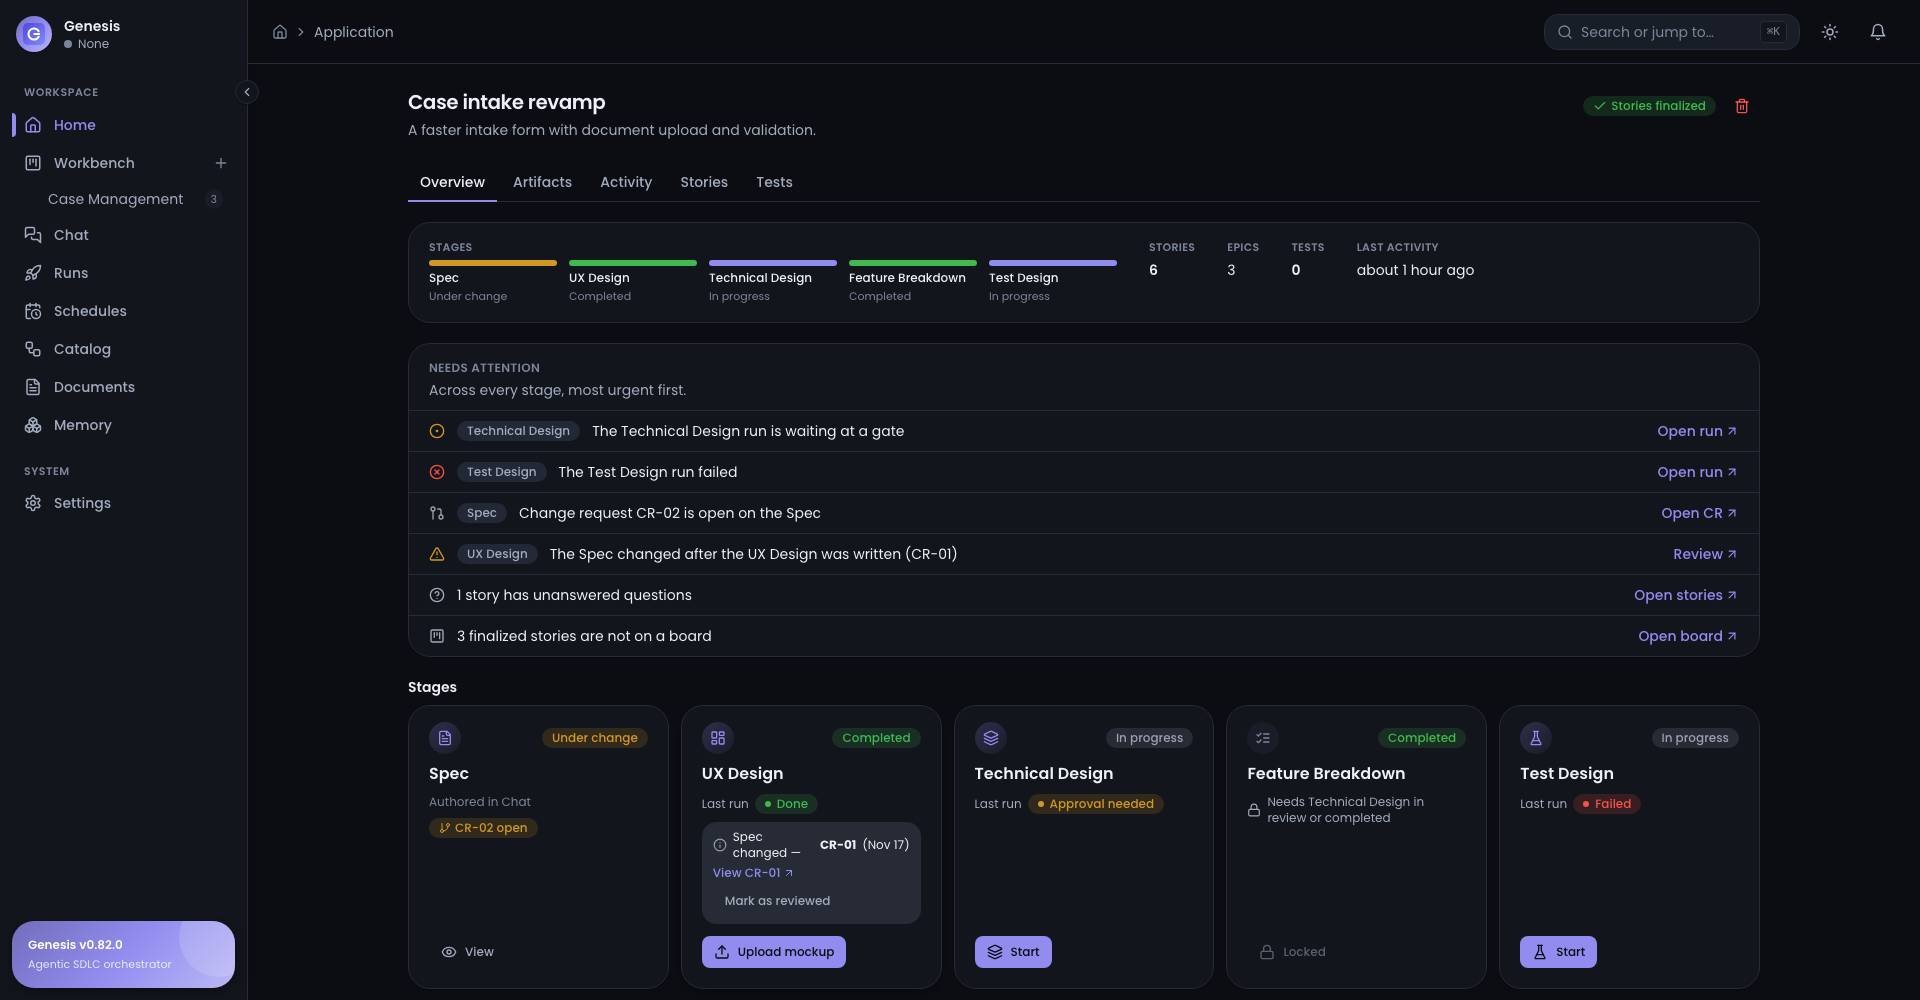 Genesis
None
WORKSPACE
Home
Workbench
Case Management 3
Chat
Runs
Schedules
Catalog
Documents
Memory
SYSTEM
Settings
Genesis v0.82.0
Agentic SDLC orchestrator
Application
Search or jump to... ⌘K
Case intake revamp
A faster intake form with document upload and validation.
Stories finalized
Overview Artifacts Activity Stories Tests
STAGES
Spec
Under change
UX Design
Completed
Technical Design
In progress
Feature Breakdown
Completed
Test Design
In progress
STORIES
6
EPICS
3
TESTS
0
LAST ACTIVITY
about 1 hour ago
NEEDS ATTENTION
Across every stage, most urgent first.
Technical Design The Technical Design run is waiting at a gate Open run
Test Design The Test Design run failed Open run
Spec Change request CR-02 is open on the Spec Open CR
UX Design The Spec changed after the UX Design was written (CR-01) Review
1 story has unanswered questions Open stories
3 finalized stories are not on a board Open board
Stages
Under change
Spec
Authored in Chat
CR-02 open
View
Completed
UX Design
Last run Done
Spec
changed — CR-01 (Nov 17)
View CR-01
Mark as reviewed
Upload mockup
In progress
Technical Design
Last run Approval needed
Start
Completed
Feature Breakdown
Needs Technical Design in
review or completed
Locked
In progress
Test Design
Last run Failed
Start